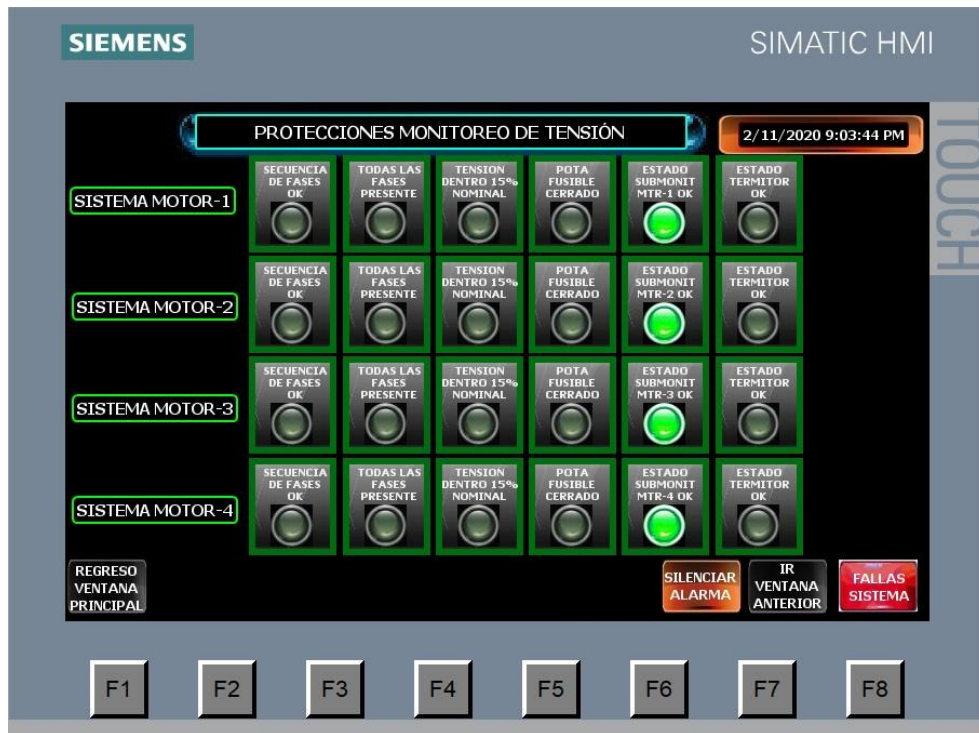 SIEMENS
SIMATIC HMI
TOUCH
PROTECCIONES MONITOREO DE TENSIÓN
2/11/2020 9:03:44 PM
SISTEMA MOTOR-1
SECUENCIA
DE FASES
OK
TODAS LAS
FASES
PRESENTE
TENSION
DENTRO 15%
NOMINAL
POTA
FUSIBLE
CERRADO
ESTADO
SUBMONIT
MTR-1 OK
ESTADO
TERMITOR
OK
SISTEMA MOTOR-2
SECUENCIA
DE FASES
OK
TODAS LAS
FASES
PRESENTE
TENSION
DENTRO 15%
NOMINAL
POTA
FUSIBLE
CERRADO
ESTADO
SUBMONIT
MTR-2 OK
ESTADO
TERMITOR
OK
SISTEMA MOTOR-3
SECUENCIA
DE FASES
OK
TODAS LAS
FASES
PRESENTE
TENSION
DENTRO 15%
NOMINAL
POTA
FUSIBLE
CERRADO
ESTADO
SUBMONIT
MTR-3 OK
ESTADO
TERMITOR
OK
SISTEMA MOTOR-4
SECUENCIA
DE FASES
OK
TODAS LAS
FASES
PRESENTE
TENSION
DENTRO 15%
NOMINAL
POTA
FUSIBLE
CERRADO
ESTADO
SUBMONIT
MTR-4 OK
ESTADO
TERMITOR
OK
REGRESO
VENTANA
PRINCIPAL
SILENCIAR
ALARMA
IR
VENTANA
ANTERIOR
FALLAS
SISTEMA
F1
F2
F3
F4
F5
F6
F7
F8